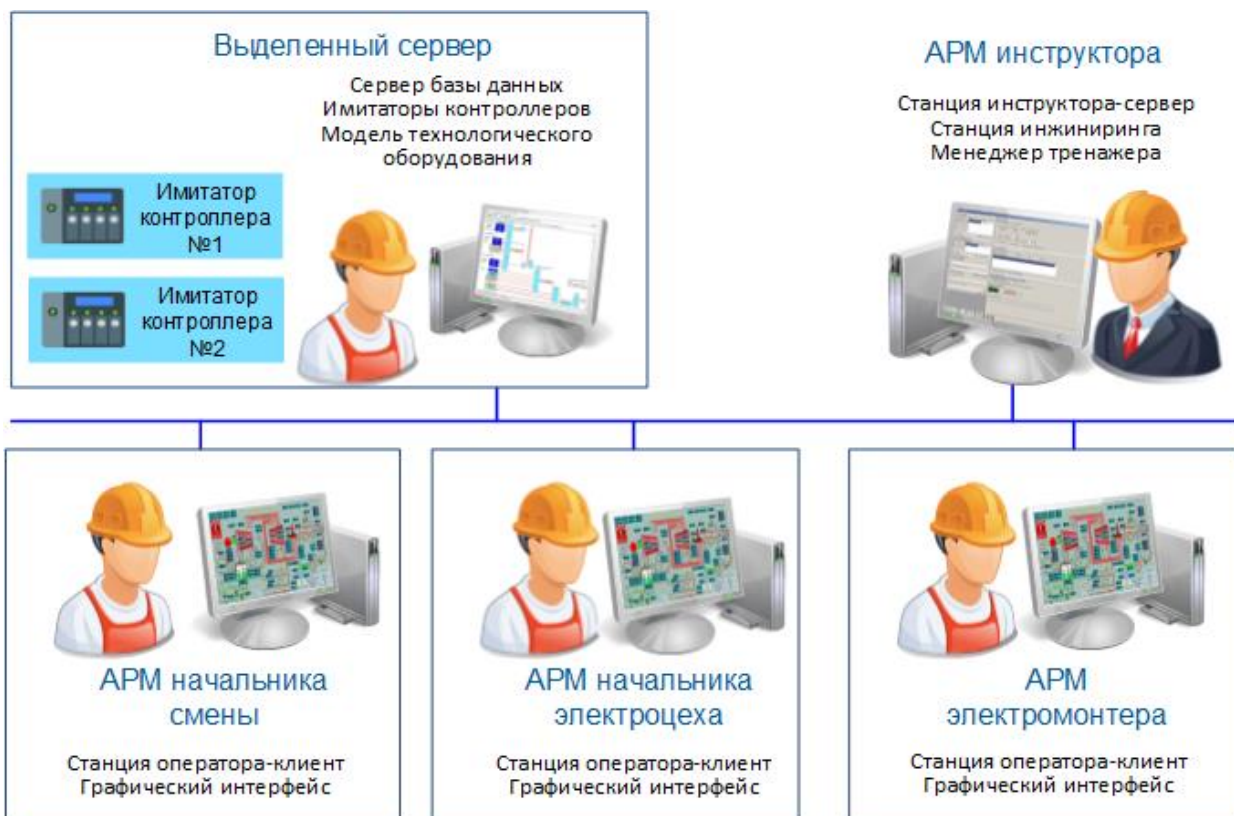 Выделенный сервер
Сервер базы данных
Имитаторы контроллеров
Модель технологического
оборудования
Имитатор
контроллера
№1
Имитатор
контроллера
№2
АРМ инструктора
Станция инструктора-сервер
Станция инжиниринга
Менеджер тренажера
АРМ начальника
смены
Станция оператора-клиент
Графический интерфейс
АРМ начальника
электроцеха
Станция оператора-клиент
Графический интерфейс
АРМ
электромонтера
Станция оператора-клиент
Графический интерфейс